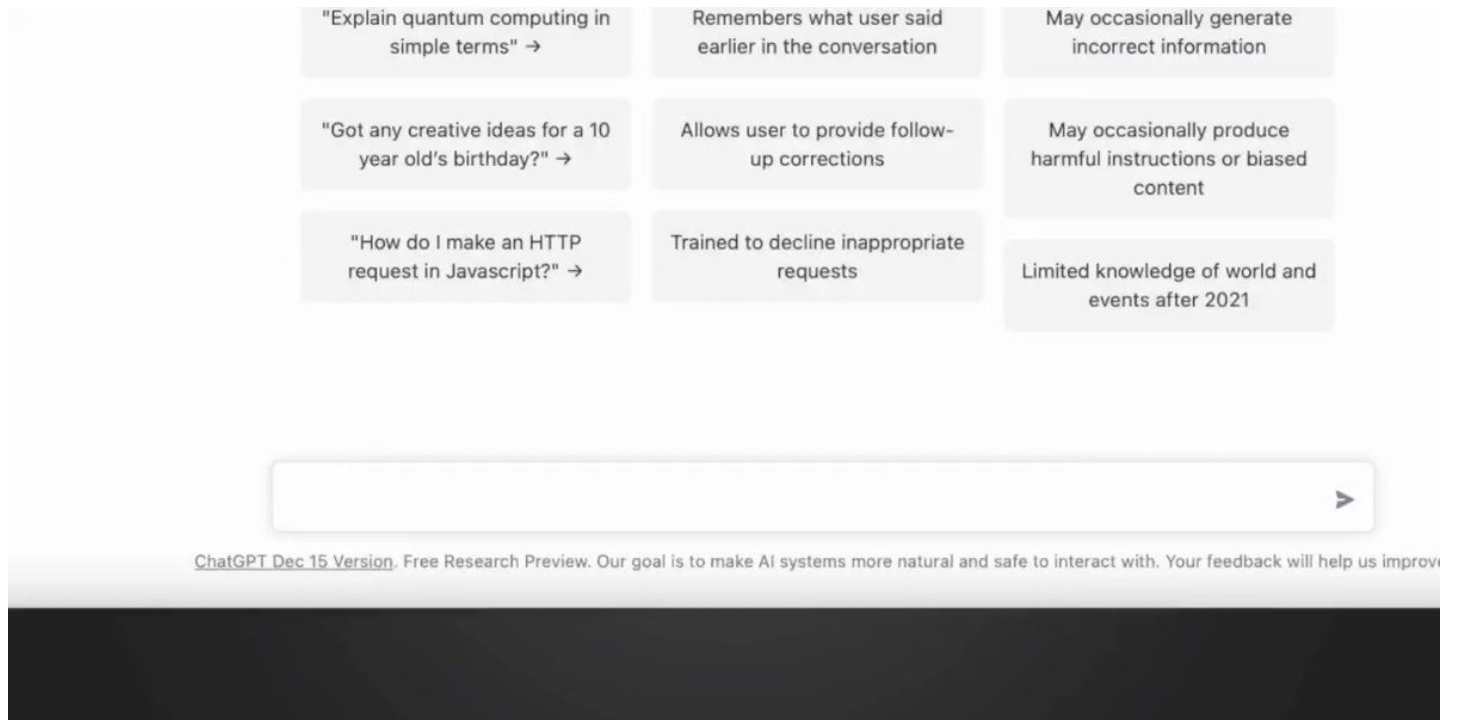 "Explain quantum computing in
simple terms" →
"Got any creative ideas for a 10
year old's birthday?" →
"How do I make an HTTP
request in Javascript?" →
Remembers what user said
earlier in the conversation
Allows user to provide follow-
up corrections
Trained to decline inappropriate
requests
May occasionally generate
incorrect information
May occasionally produce
harmful instructions or biased
content
Limited knowledge of world and
events after 2021
ChatGPT Dec 15 Version. Free Research Preview. Our goal is to make AI systems more natural and safe to interact with. Your feedback will help us improve